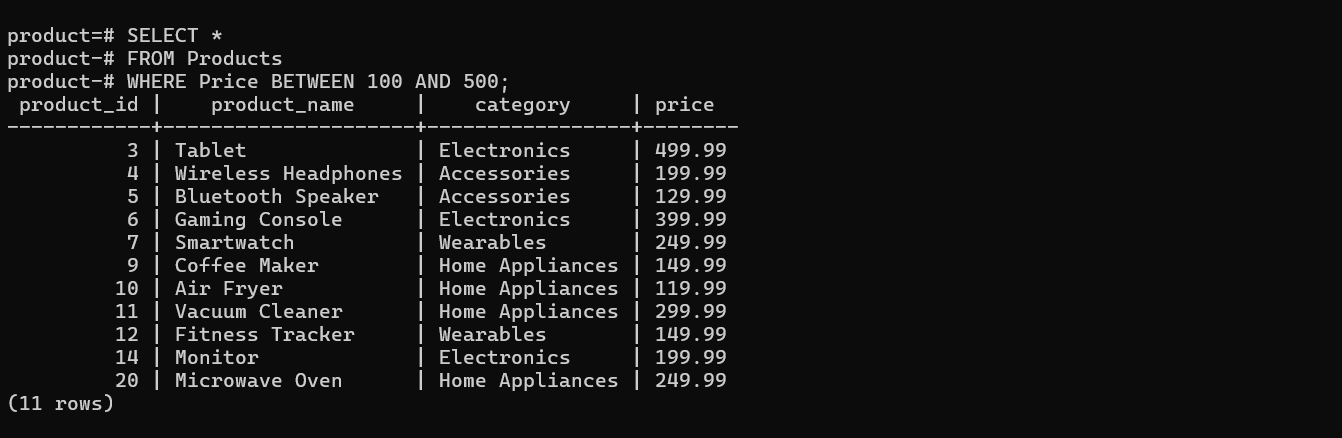 product=# SELECT *
product-# FROM Products
product-# WHERE Price BETWEEN 100 AND 500;
 product_id |    product_name     |    category     | price
------------+---------------------+-----------------+--------
          3 | Tablet              | Electronics     | 499.99
          4 | Wireless Headphones | Accessories     | 199.99
          5 | Bluetooth Speaker   | Accessories     | 129.99
          6 | Gaming Console      | Electronics     | 399.99
          7 | Smartwatch          | Wearables       | 249.99
          9 | Coffee Maker        | Home Appliances | 149.99
         10 | Air Fryer           | Home Appliances | 119.99
         11 | Vacuum Cleaner      | Home Appliances | 299.99
         12 | Fitness Tracker     | Wearables       | 149.99
         14 | Monitor             | Electronics     | 199.99
         20 | Microwave Oven      | Home Appliances | 249.99
(11 rows)